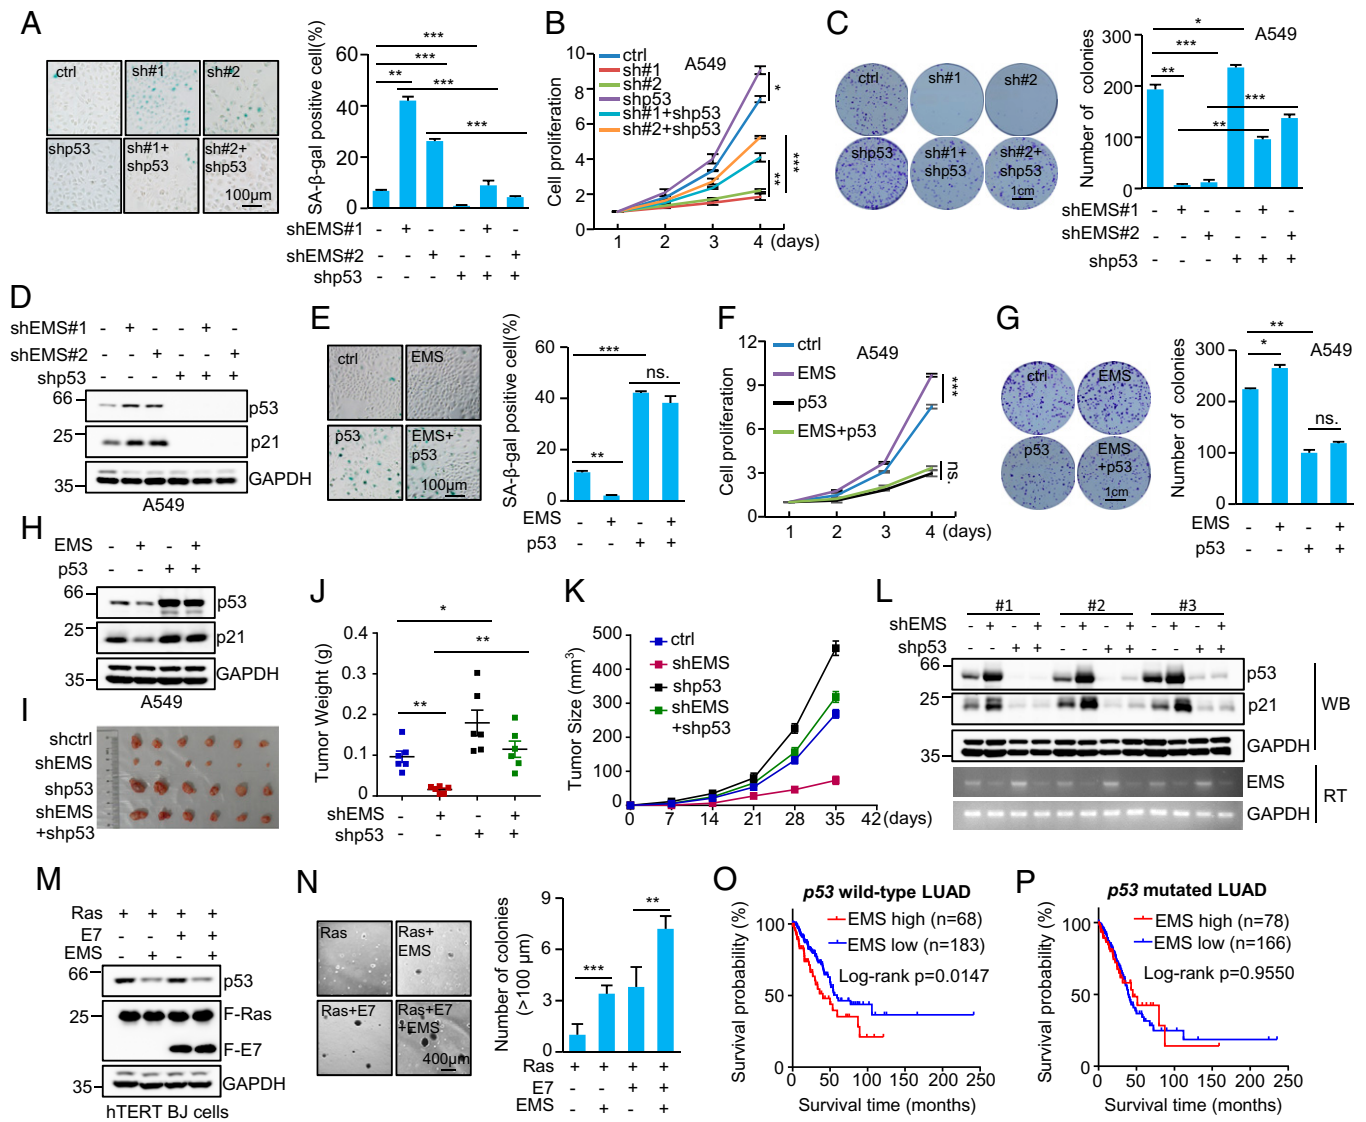 A
ctrl
sh#1
sh#2
shp53
sh#1+
shp53
sh#2+
shp53
100μm
SA-β-gal positive cell(%)
60
40
20
0
***
***
** ***
***
shEMS#1 - + - - + -
shEMS#2 - - + - - +
shp53 - - - + + +
B
Cell proliferation
10
8
6
4
2
0
ctrl
sh#1
sh#2
shp53
sh#1+shp53
sh#2+shp53
A549
*
**
***
1 2 3 4 (days)
C
ctrl
sh#1
sh#2
shp53
sh#1+
shp53
sh#2+
shp53
1cm
Number of colonies
300
200
100
0
A549
*
***
**
***
**
shEMS#1 - + - - + -
shEMS#2 - - + - - +
shp53 - - - + + +
D
shEMS#1 - + - - + -
shEMS#2 - - + - - +
shp53 - - - + + +
66 p53
25 p21
35 GAPDH
A549
E
ctrl
EMS
p53
EMS+
p53
100μm
SA-β-gal positive cell(%)
60
40
20
0
***
ns.
**
EMS - + - +
p53 - - + +
F
Cell proliferation
12
9
6
3
0
ctrl
EMS
p53
EMS+p53
A549
***
ns.
1 2 3 4 (days)
G
ctrl
EMS
p53
EMS
+p53
1cm
Number of colonies
300
200
100
0
A549
**
*
ns.
EMS - + - +
p53 - - + +
H
EMS - + - +
p53 - - + +
66 p53
25 p21
35 GAPDH
A549
I
shctrl
shEMS
shp53
shEMS
+shp53
J
Tumor Weight (g)
0.4
0.3
0.2
0.1
0
*
**
**
shEMS - + - +
shp53 - - + +
K
Tumor Size (mm³)
500
400
300
200
100
0
ctrl
shEMS
shp53
shEMS
+shp53
0 7 14 21 28 35 42 (days)
L
#1 #2 #3
shEMS - + - + - + - + - + - +
shp53 - - + + - - + + - - + +
66 p53
25 p21
35 GAPDH
WB
EMS
GAPDH
RT
M
Ras + + + +
E7 - - + +
EMS - + - +
66 p53
25 F-Ras
F-E7
35 GAPDH
hTERT BJ cells
N
Ras
Ras+
EMS
Ras+E7
Ras+E7
+EMS
400μm
Number of colonies
(>100 μm)
9
6
3
0
***
**
Ras + + + +
E7 - - + +
EMS - + - +
O
p53 wild-type LUAD
Survival probability (%)
100
50
0
EMS high (n=68)
EMS low (n=183)
Log-rank p=0.0147
0 50 100 150 200 250
Survival time (months)
P
p53 mutated LUAD
Survival probability (%)
100
50
0
EMS high (n=78)
EMS low (n=166)
Log-rank p=0.9550
0 50 100 150 200 250
Survival time (months)